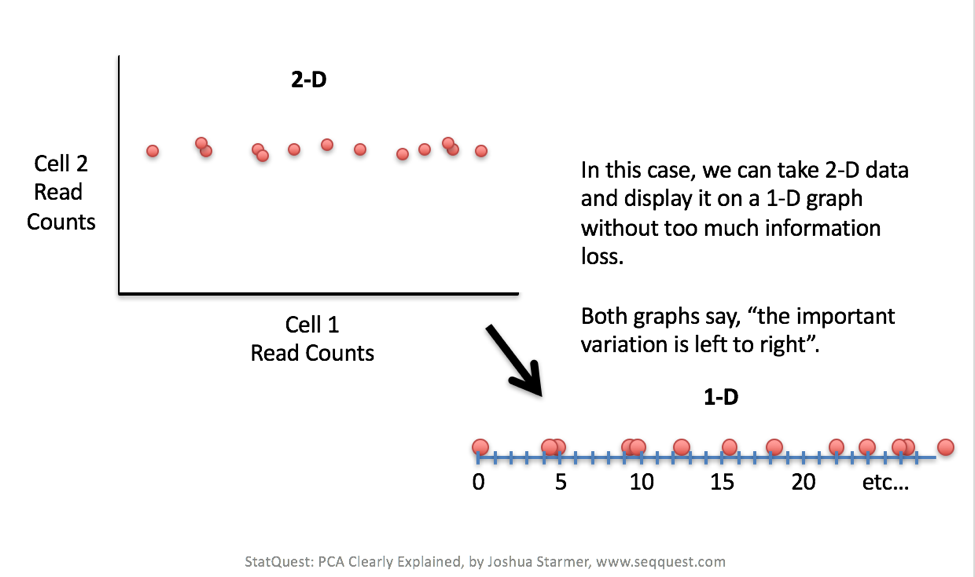 2-D
Cell 2
Read
Counts
In this case, we can take 2-D data
and display it on a 1-D graph
without too much information
loss.
Cell 1
Read Counts
Both graphs say, “the important
variation is left to right”.
1-D
0 5 10 15 20 etc...
StatQuest: PCA Clearly Explained, by Joshua Starmer, www.seqquest.com